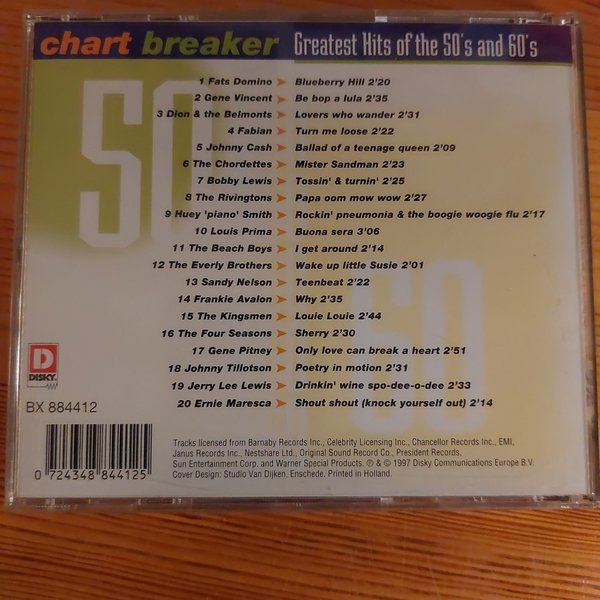 chart breaker Greatest Hits of the 50's and 60's
50
1 Fats Domino ➤ Blueberry Hill 2'20
2 Gene Vincent ➤ Be bop a lula 2'35
3 Dion & the Belmonts ➤ Lovers who wander 2'31
4 Fabian ➤ Turn me loose 2'22
5 Johnny Cash ➤ Ballad of a teenage queen 2'09
6 The Chordettes ➤ Mister Sandman 2'23
7 Bobby Lewis ➤ Tossin' & turnin' 2'25
8 The Rivingtons ➤ Papa oom mow wow 2'27
9 Huey 'piano' Smith ➤ Rockin' pneumonia & the boogie woogie flu 2'17
10 Louis Prima ➤ Buona sera 3'06
11 The Beach Boys ➤ I get around 2'14
12 The Everly Brothers ➤ Wake up little Susie 2'01
13 Sandy Nelson ➤ Teenbeat 2'22
14 Frankie Avalon ➤ Why 2'35
15 The Kingsmen ➤ Louie Louie 2'44
16 The Four Seasons ➤ Sherry 2'30
17 Gene Pitney ➤ Only love can break a heart 2'51
18 Johnny Tillotson ➤ Poetry in motion 2'31
19 Jerry Lee Lewis ➤ Drinkin' wine spo-dee-o-dee 2'33
20 Ernie Maresca ➤ Shout shout (knock yourself out) 2'14
60
D
DISKY
BX 884412
0 724348 844125
Tracks licensed from Barnaby Records Inc., Celebrity Licensing Inc., Chancellor Records Inc., EMI,
Janus Records Inc., Nestshare Ltd., Original Sound Record Co., President Records,
Sun Entertainment Corp. and Warner Special Products. ℗ & © 1997 Disky Communications Europe B.V.
Cover Design: Studio Van Dijken, Enschede. Printed in Holland.